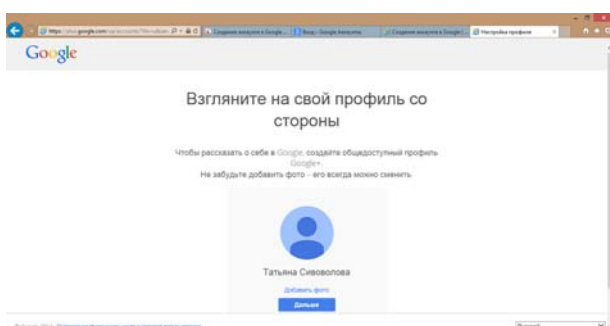 Google
Взгляните на свой профиль со
стороны
Чтобы рассказать о себе в Google, создайте общедоступный профиль
Google+.
Не забудьте добавить фото - его всегда можно сменить.
Татьяна Сивоволова
Добавить фото
Дальше